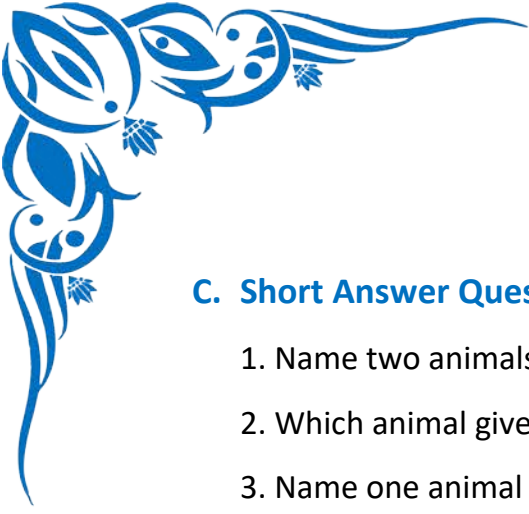 C. Short Answer Ques
1. Name two animals
2. Which animal give
3. Name one animal